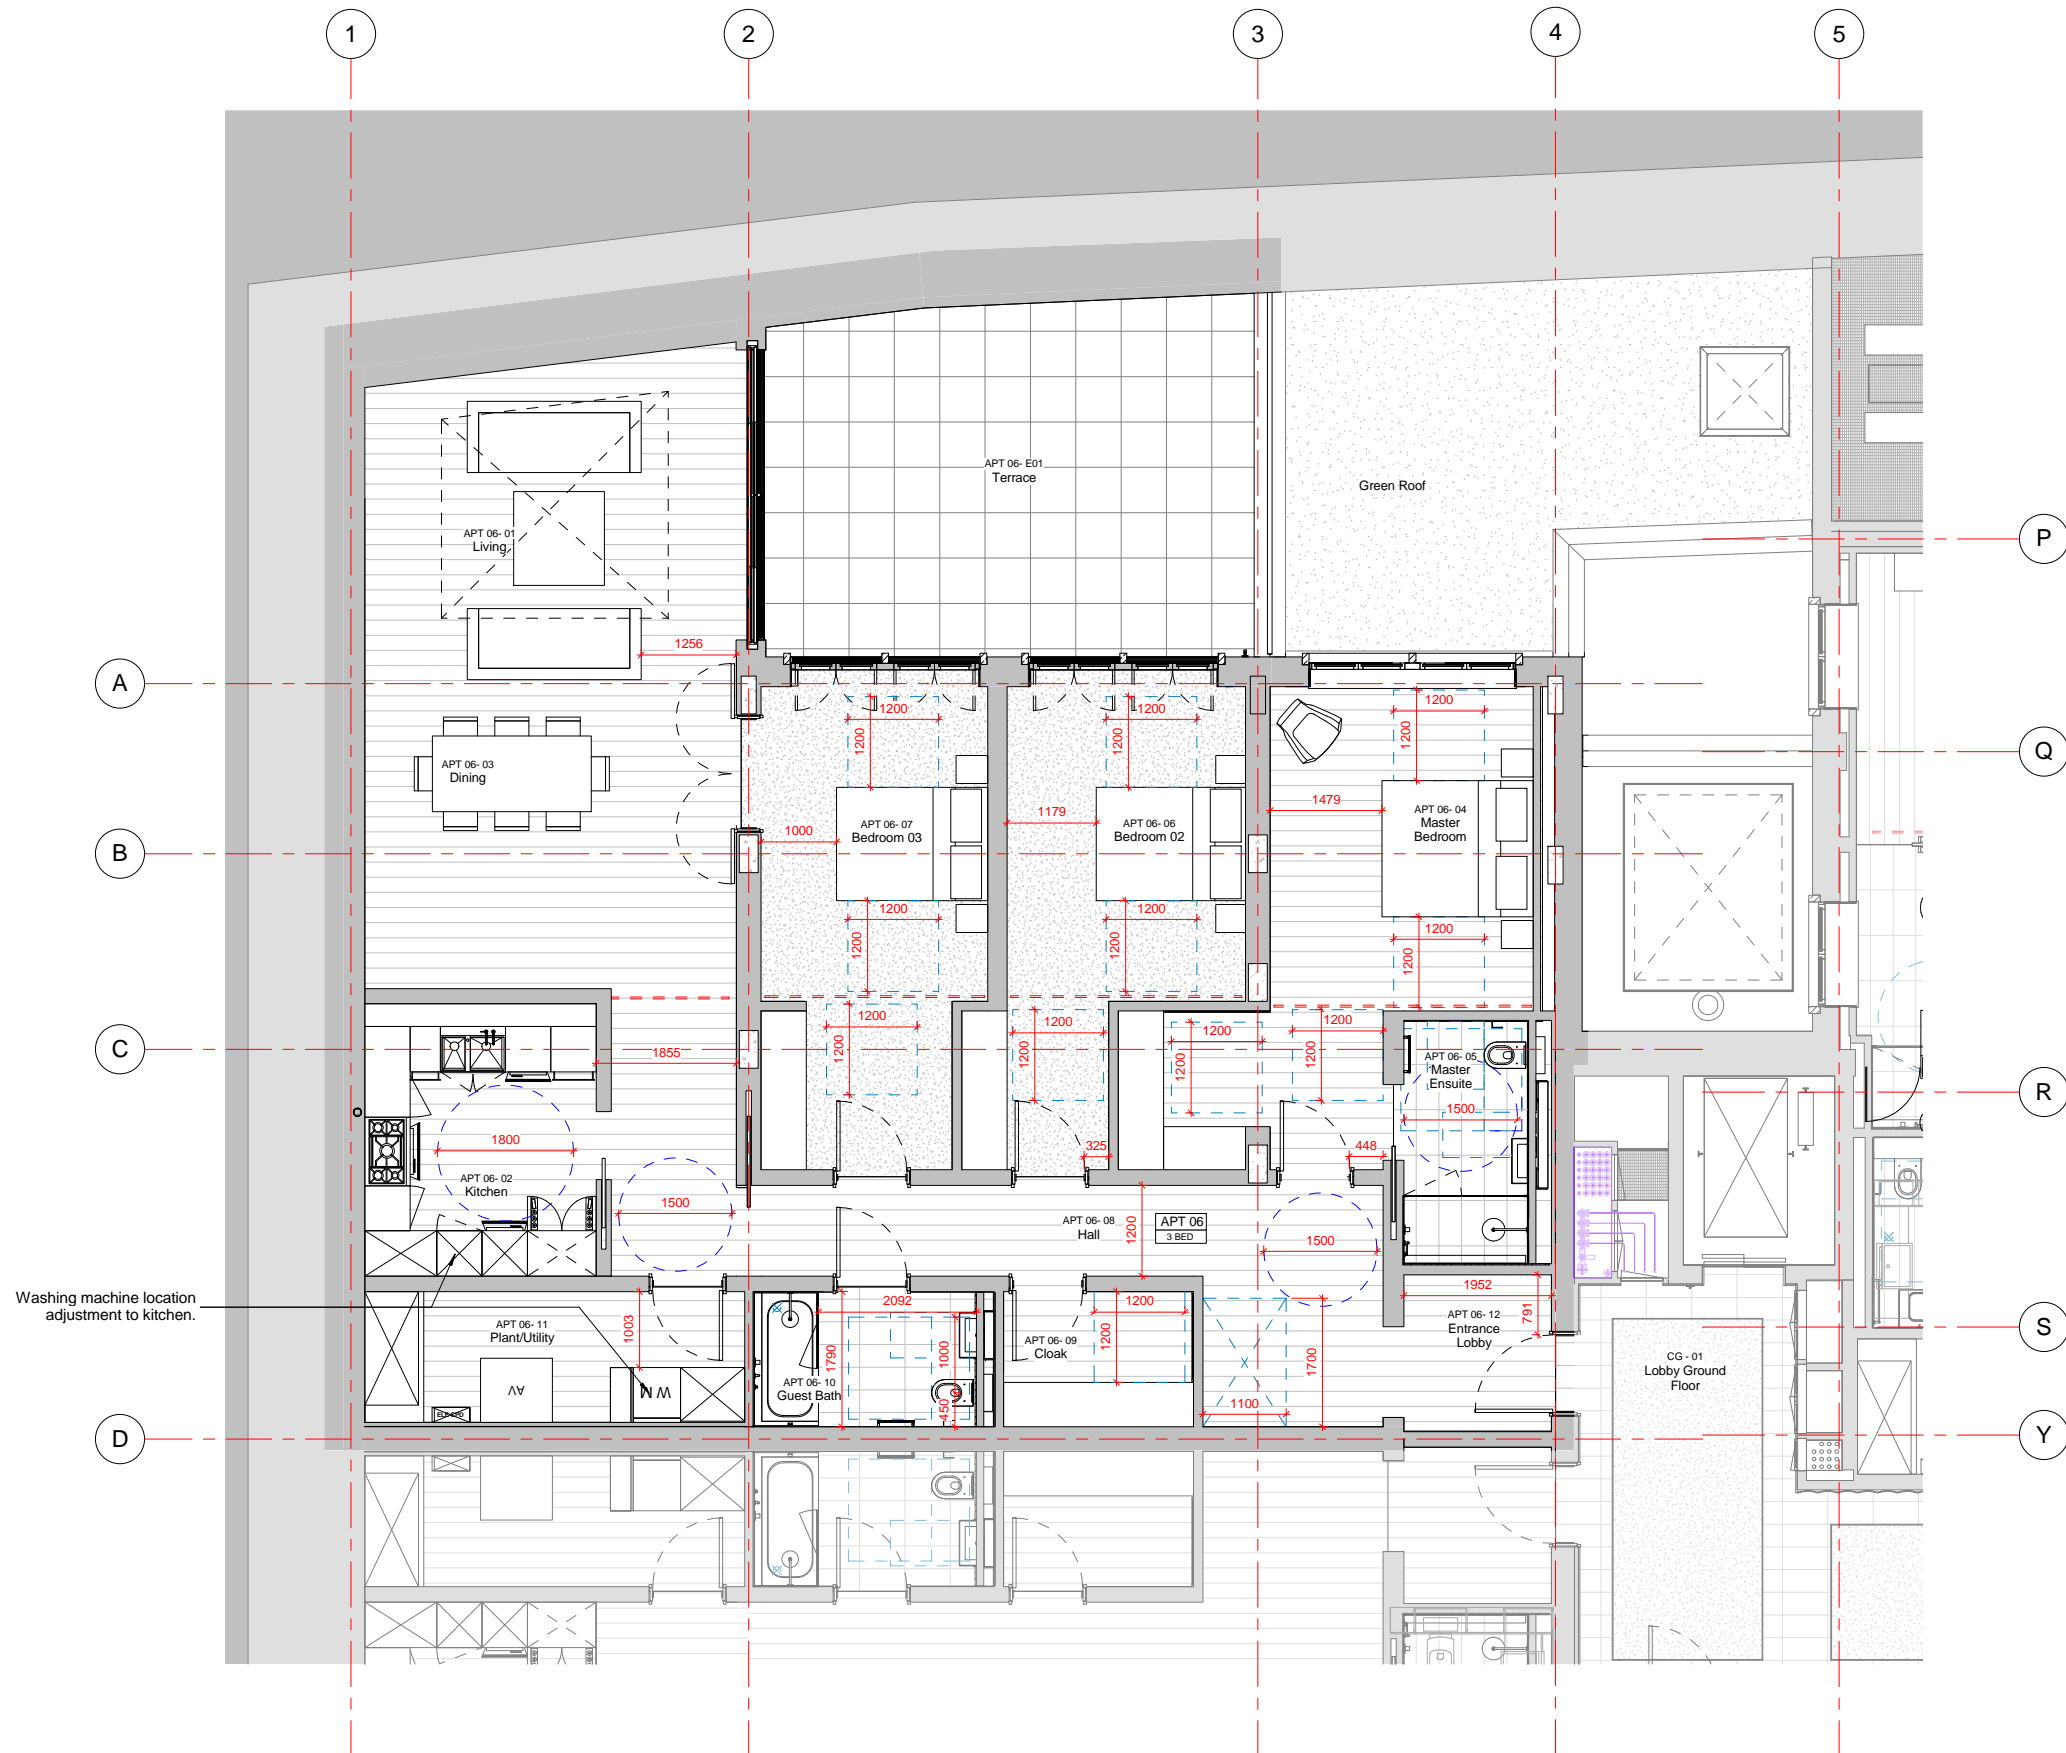 1
2
3
4
5
APT 06- E01
Terrace
Green Roof
APT 06- 01
Living
P
1256
A
1200
1200
1200
1200
1200
1200
Q
APT 06- 03
Dining
1479
APT 06- 04
Master
Bedroom
1179
APT 06- 06
Bedroom 02
1000
APT 06- 07
Bedroom 03
B
1200
1200
1200
1200
1200
1200
C
1855
1200
1200
1200
1200
1200
1200
1200
1200
APT 06- 05
Master
Ensuite
1500
R
1800
325
448
APT 06- 02
Kitchen
1500
APT 06- 08
Hall
APT 06
3 BED
1200
1500
1952
791
Washing machine location
adjustment to kitchen.
APT 06- 11
Plant/Utility
1003
2092
1790
1000
450
APT 06- 10
Guest Bath
1200
1200
APT 06- 09
Cloak
1700
1100
APT 06- 12
Entrance
Lobby
S
CG - 01
Lobby Ground
Floor
AV
WM
D
Y